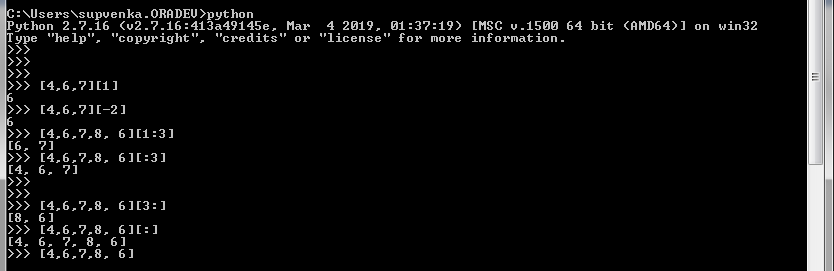 C:\Users\supvenka.ORADEV>python
Python 2.7.16 (v2.7.16:413a49145e, Mar  4 2019, 01:37:19) [MSC v.1500 64 bit (AMD64)] on win32
Type "help", "copyright", "credits" or "license" for more information.
>>>
>>>
>>>
>>> [4,6,7][1]
6
>>> [4,6,7][-2]
6
>>> [4,6,7,8, 6][1:3]
[6, 7]
>>> [4,6,7,8, 6][:3]
[4, 6, 7]
>>>
>>>
>>> [4,6,7,8, 6][3:]
[8, 6]
>>> [4,6,7,8, 6][:]
[4, 6, 7, 8, 6]
>>> [4,6,7,8, 6]